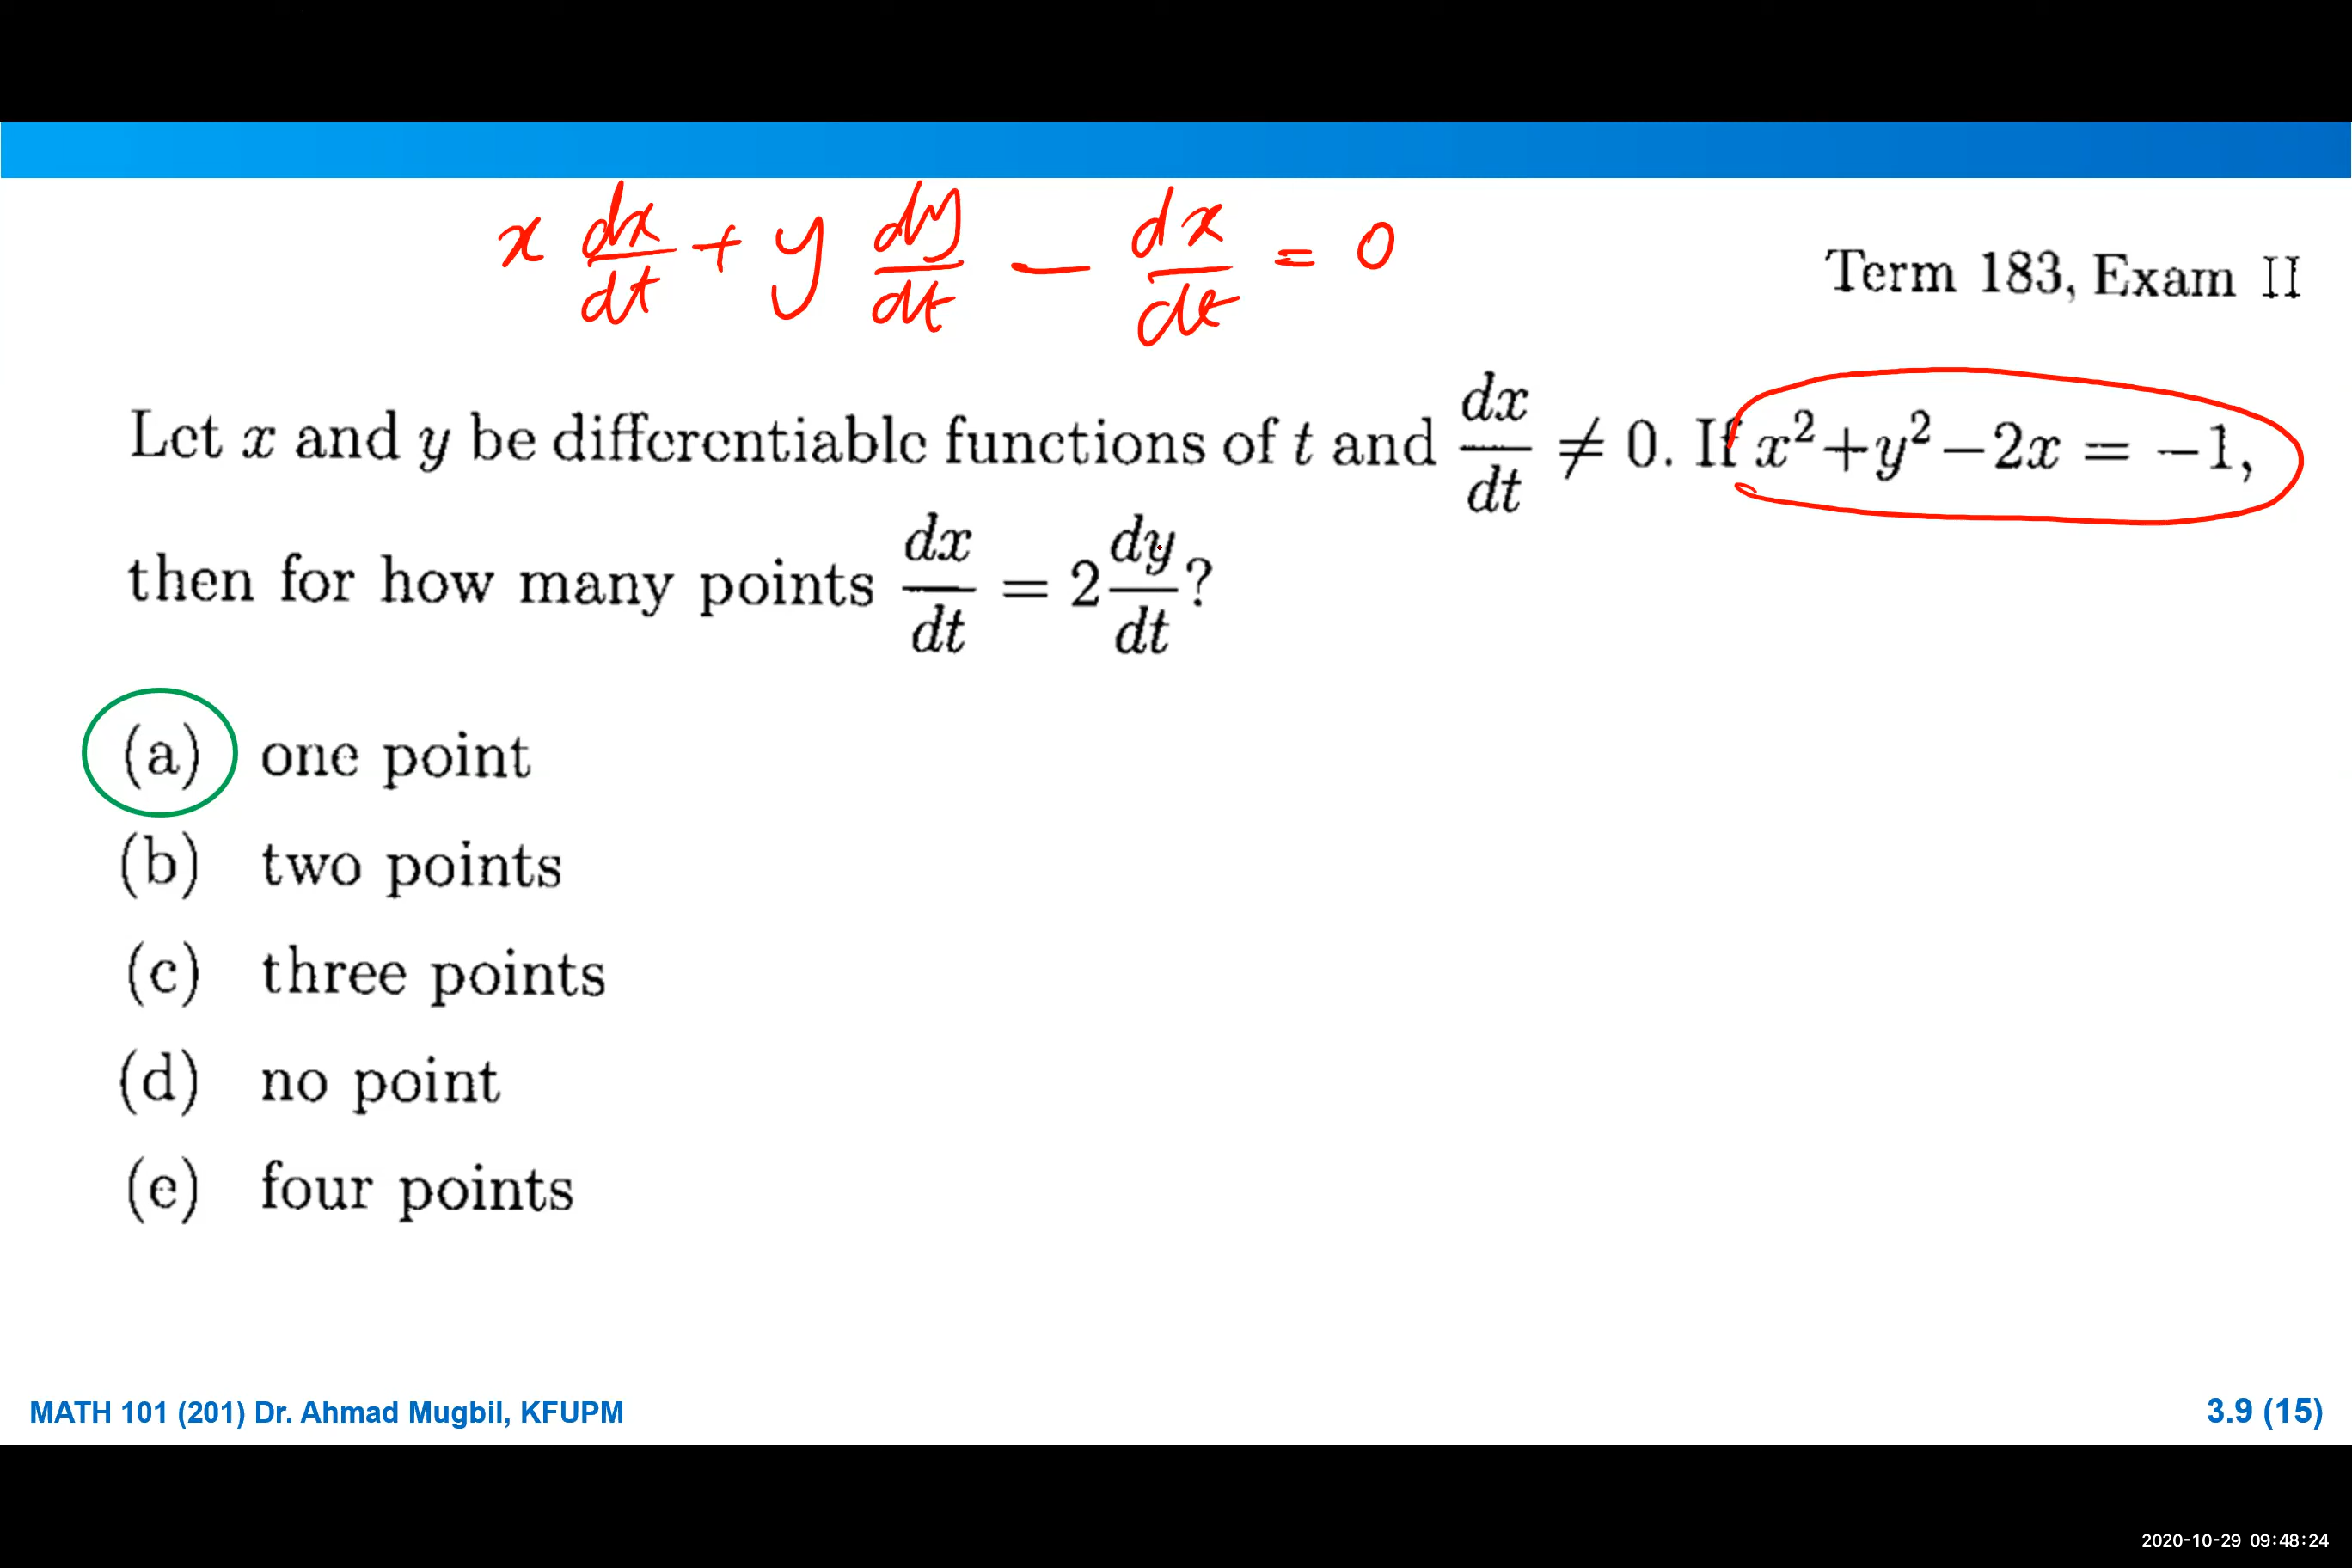 x dx/dt + y dy/dt − dx/dt = 0
Term 183, Exam II
Let x and y be differentiable functions of t and dx/dt ≠ 0. If x² + y² − 2x = −1,
then for how many points dx/dt = 2 dy/dt?
(a) one point
(b) two points
(c) three points
(d) no point
(e) four points
MATH 101 (201) Dr. Ahmad Mugbil, KFUPM
3.9 (15)
2020-10-29 09:48:24